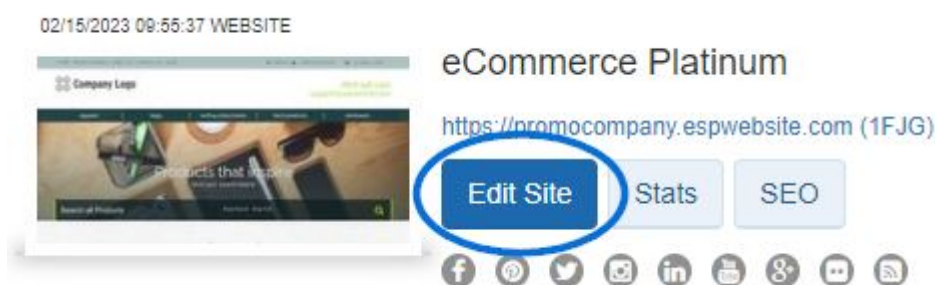 02/15/2023 09:55:37 WEBSITE
Company Logo
Products that inspire
Search all Products
eCommerce Platinum
https://promocompany.espwebsite.com (1FJG)
Edit Site
Stats
SEO